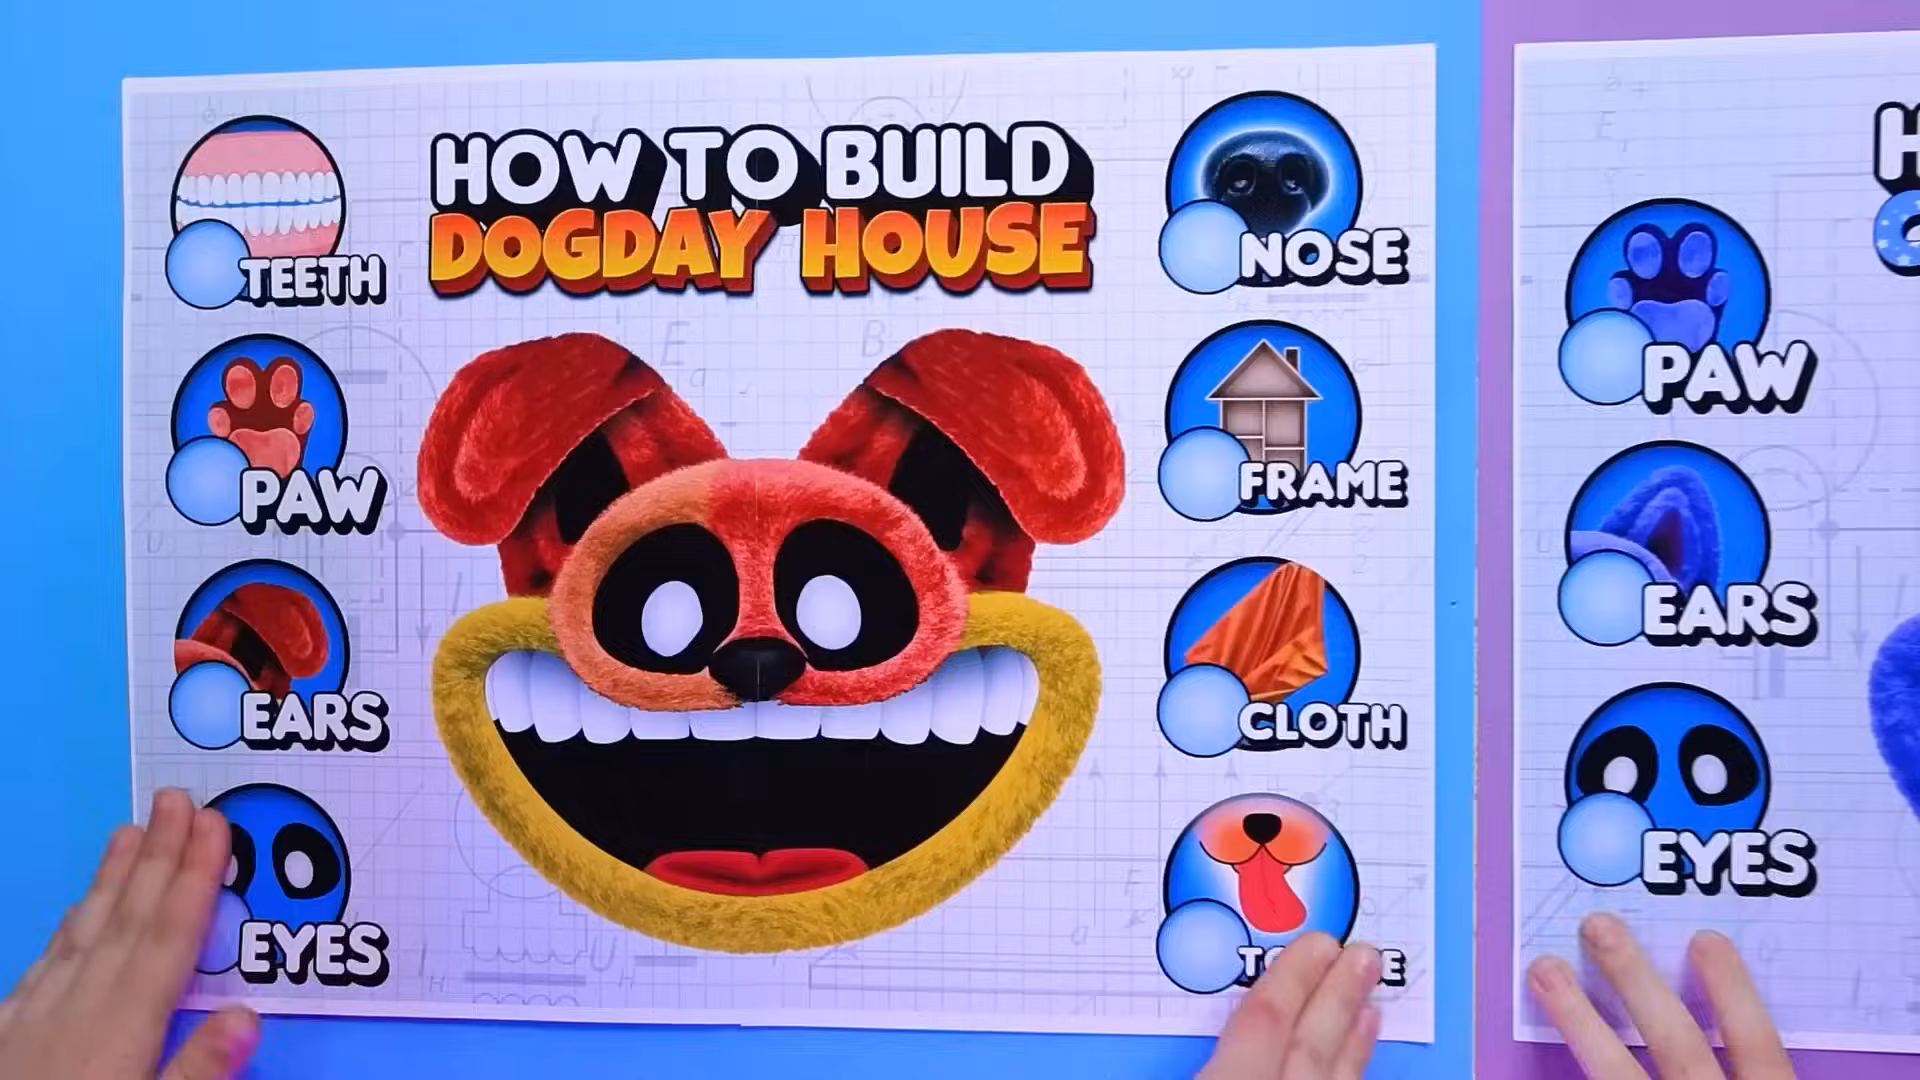 HOW TO BUILD
DOGDAY HOUSE
TEETH
PAW
EARS
EYES
NOSE
FRAME
CLOTH
PAW
EARS
EYES